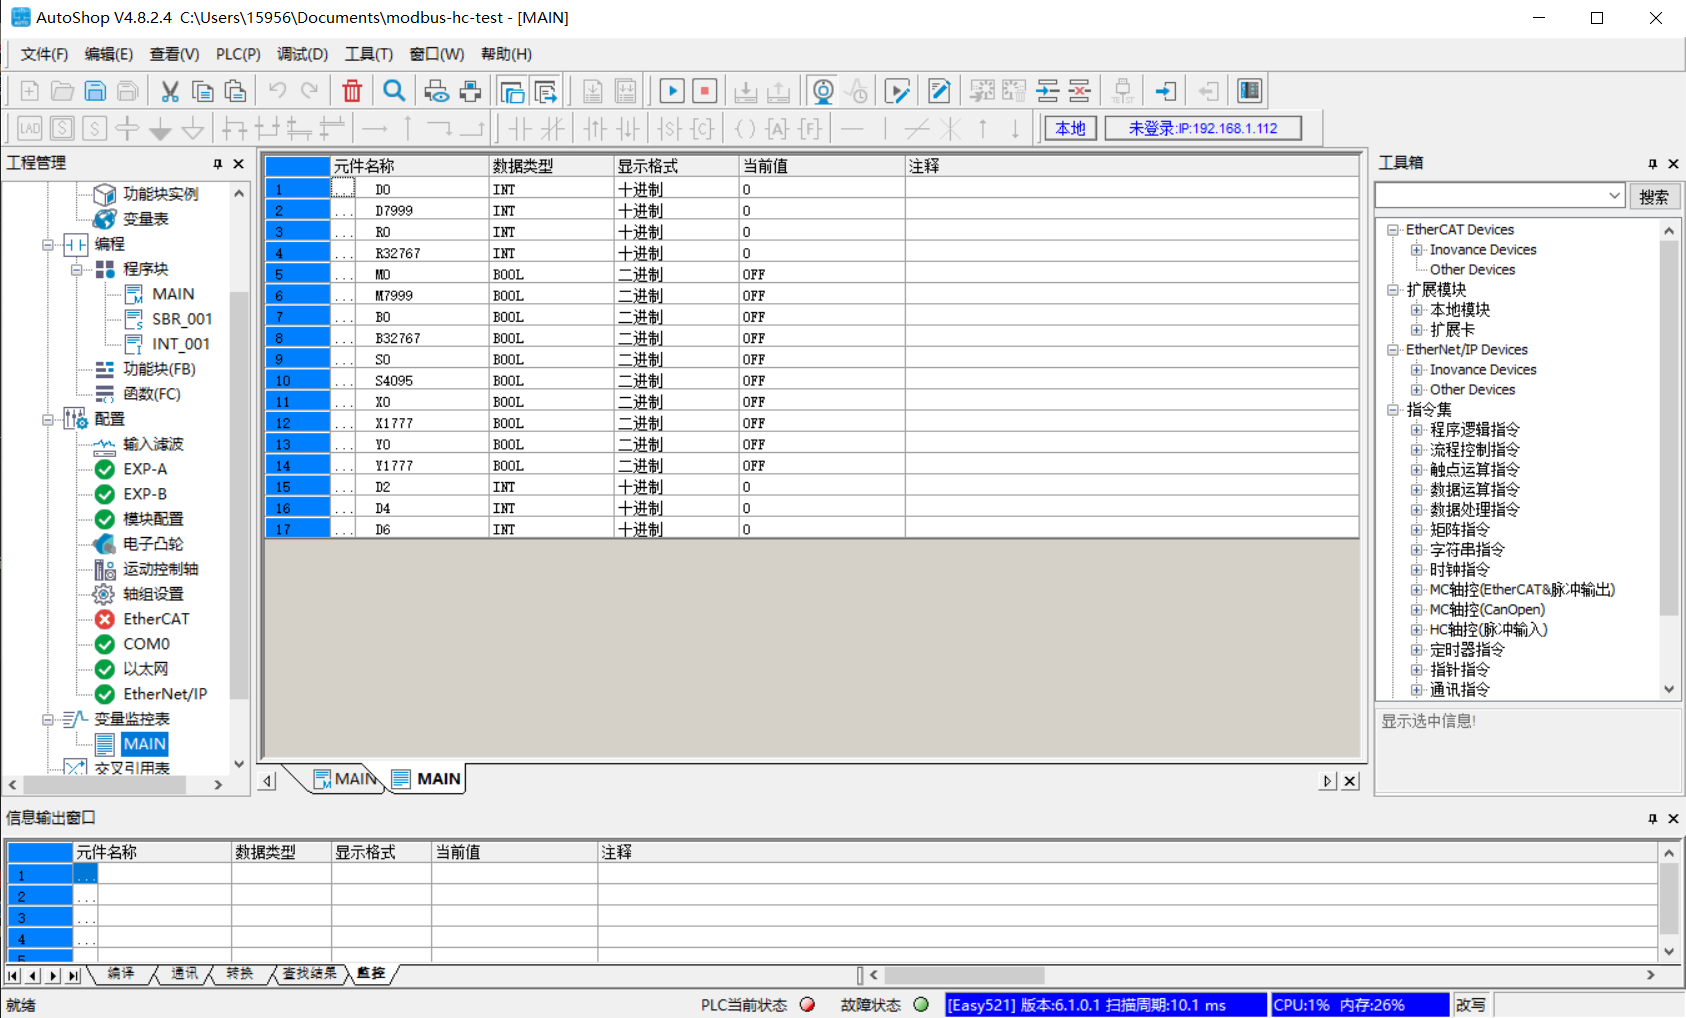 AutoShop V4.8.2.4  C:\Users\15956\Documents\modbus-hc-test - [MAIN]
文件(F) 编辑(E) 查看(V) PLC(P) 调试(D) 工具(T) 窗口(W) 帮助(H)
本地 未登录:IP:192.168.1.112
工程管理
功能块实例
变量表
编程
程序块
MAIN
SBR_001
INT_001
功能块(FB)
函数(FC)
配置
输入滤波
EXP-A
EXP-B
模块配置
电子凸轮
运动控制轴
轴组设置
EtherCAT
COM0
以太网
EtherNet/IP
变量监控表
MAIN
交叉引用表
元件名称 数据类型 显示格式 当前值 注释
1 ... D0 INT 十进制 0
2 ... D7999 INT 十进制 0
3 ... R0 INT 十进制 0
4 ... R32767 INT 十进制 0
5 ... M0 BOOL 二进制 OFF
6 ... M7999 BOOL 二进制 OFF
7 ... B0 BOOL 二进制 OFF
8 ... B32767 BOOL 二进制 OFF
9 ... S0 BOOL 二进制 OFF
10 ... S4095 BOOL 二进制 OFF
11 ... X0 BOOL 二进制 OFF
12 ... X1777 BOOL 二进制 OFF
13 ... Y0 BOOL 二进制 OFF
14 ... Y1777 BOOL 二进制 OFF
15 ... D2 INT 十进制 0
16 ... D4 INT 十进制 0
17 ... D6 INT 十进制 0
MAIN MAIN
工具箱
搜索
EtherCAT Devices
Inovance Devices
Other Devices
扩展模块
本地模块
扩展卡
EtherNet/IP Devices
Inovance Devices
Other Devices
指令集
程序逻辑指令
流程控制指令
触点运算指令
数据运算指令
数据处理指令
矩阵指令
字符串指令
时钟指令
MC轴控(EtherCAT&脉冲输出)
MC轴控(CanOpen)
HC轴控(脉冲输入)
定时器指令
指针指令
通讯指令
显示选中信息!
信息输出窗口
元件名称 数据类型 显示格式 当前值 注释
1 ...
2 ...
3 ...
4 ...
5
编译 通讯 转换 查找结果 监控
就绪 PLC当前状态 故障状态 [Easy521] 版本:6.1.0.1 扫描周期:10.1 ms CPU:1% 内存:26% 改写